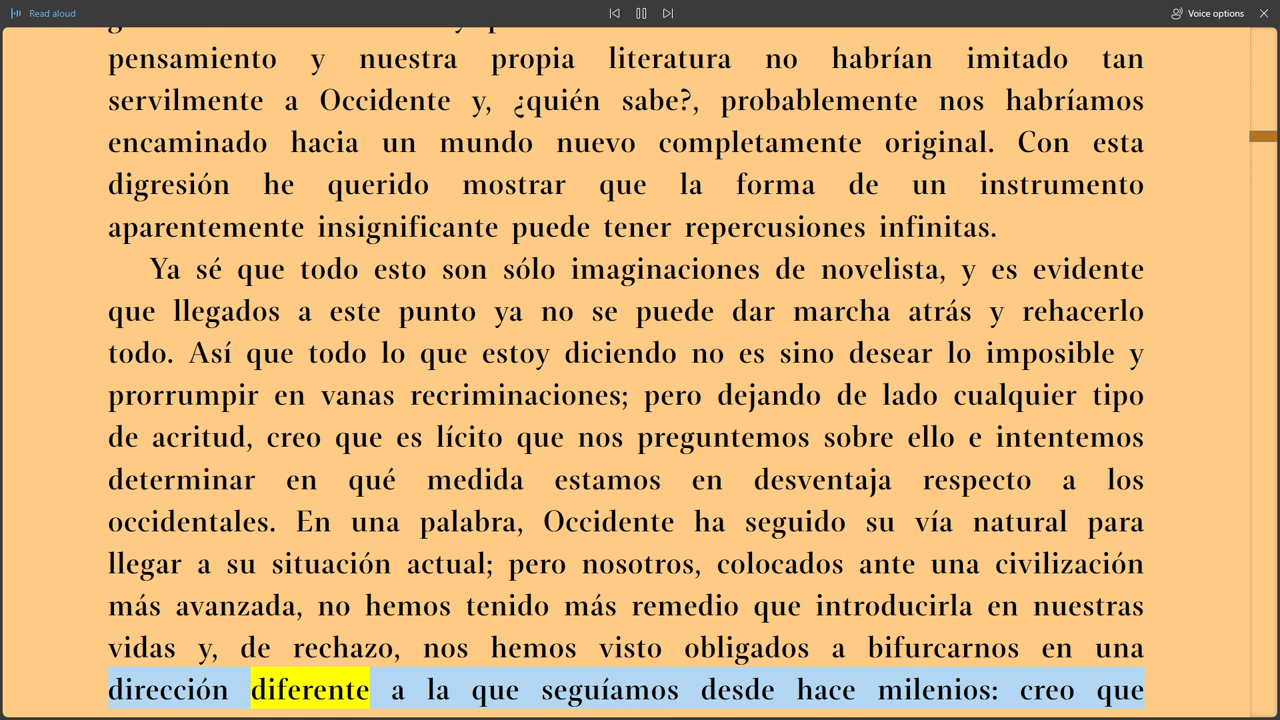 Read aloud
Voice options
pensamiento y nuestra propia literatura no habrían imitado tan
servilmente a Occidente y, ¿quién sabe?, probablemente nos habríamos
encaminado hacia un mundo nuevo completamente original. Con esta
digresión he querido mostrar que la forma de un instrumento
aparentemente insignificante puede tener repercusiones infinitas.
Ya sé que todo esto son sólo imaginaciones de novelista, y es evidente
que llegados a este punto ya no se puede dar marcha atrás y rehacerlo
todo. Así que todo lo que estoy diciendo no es sino desear lo imposible y
prorrumpir en vanas recriminaciones; pero dejando de lado cualquier tipo
de acritud, creo que es lícito que nos preguntemos sobre ello e intentemos
determinar en qué medida estamos en desventaja respecto a los
occidentales. En una palabra, Occidente ha seguido su vía natural para
llegar a su situación actual; pero nosotros, colocados ante una civilización
más avanzada, no hemos tenido más remedio que introducirla en nuestras
vidas y, de rechazo, nos hemos visto obligados a bifurcarnos en una
dirección diferente a la que seguíamos desde hace milenios: creo que